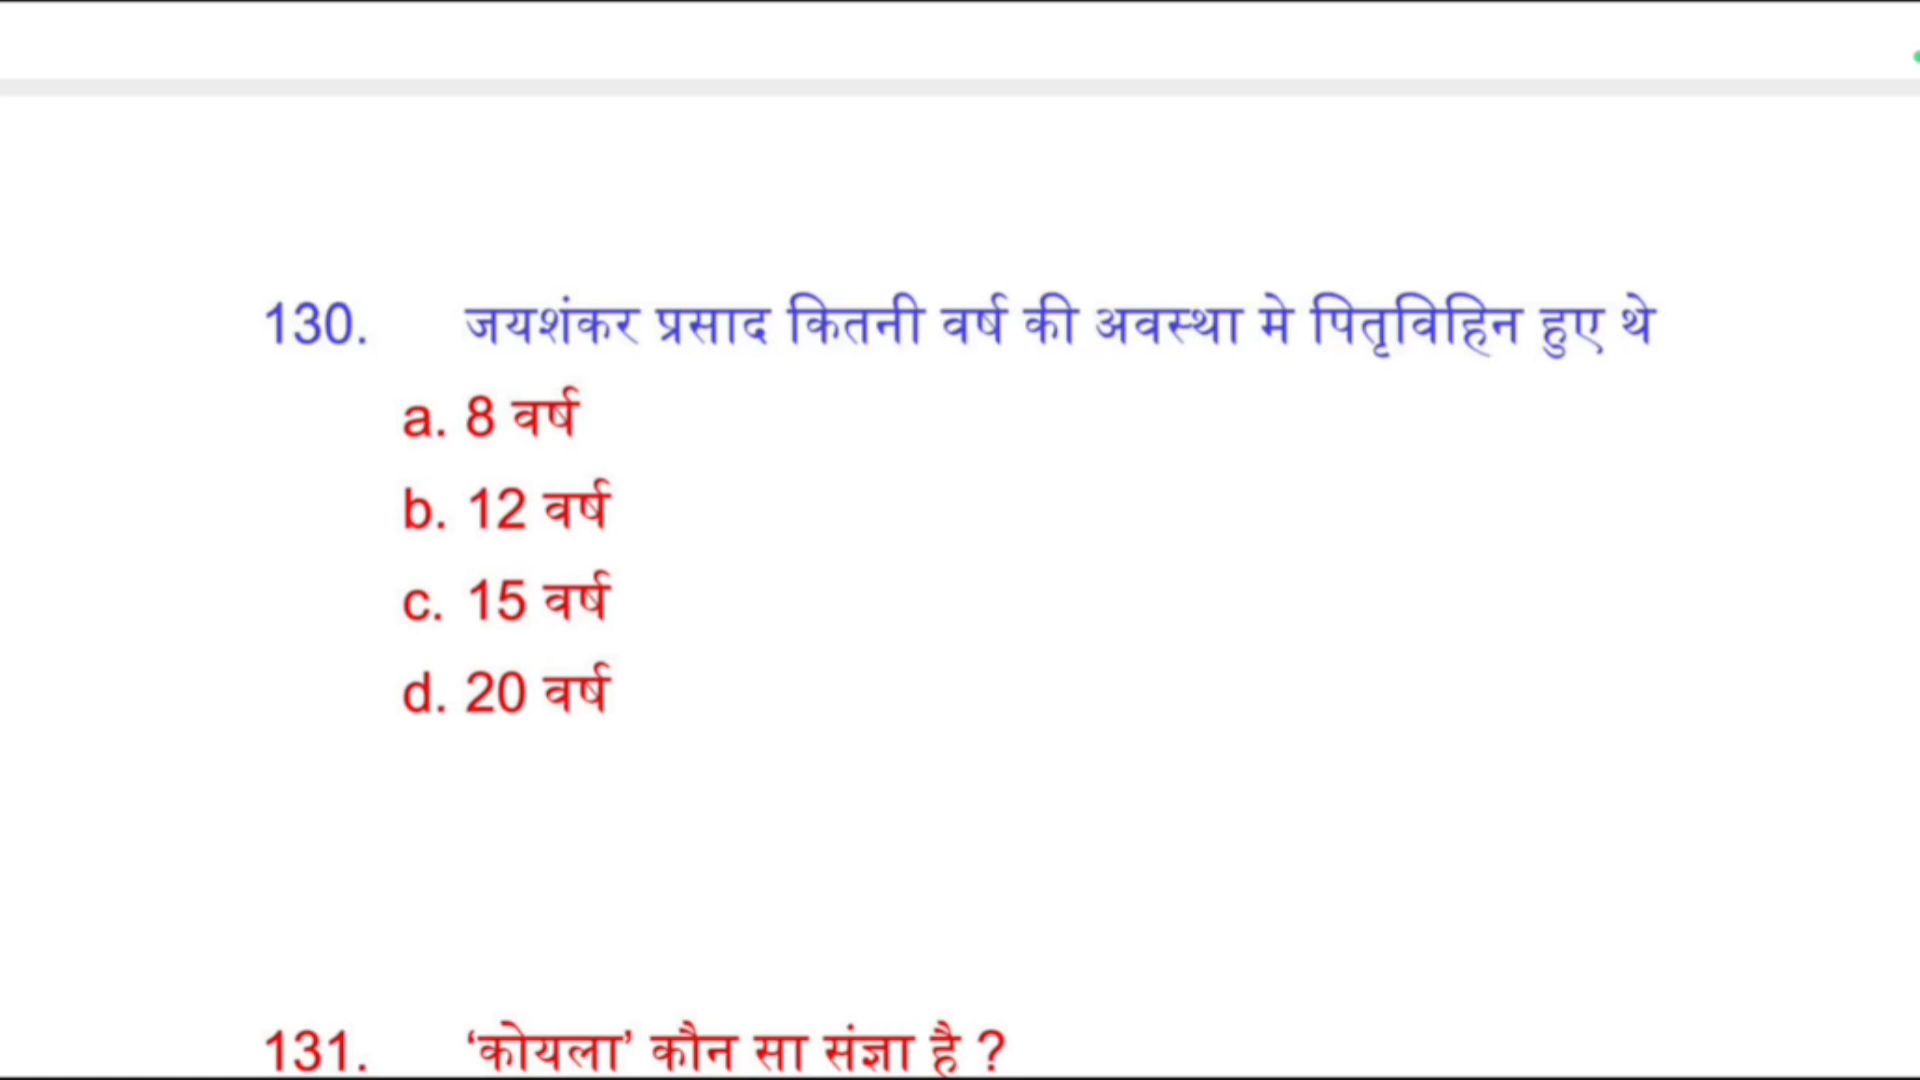 130. जयशंकर प्रसाद कितनी वर्ष की अवस्था मे पितृविहिन हुए थे
a. 8 वर्ष
b. 12 वर्ष
c. 15 वर्ष
d. 20 वर्ष
131. ‘कोयला’ कौन सा संज्ञा है ?